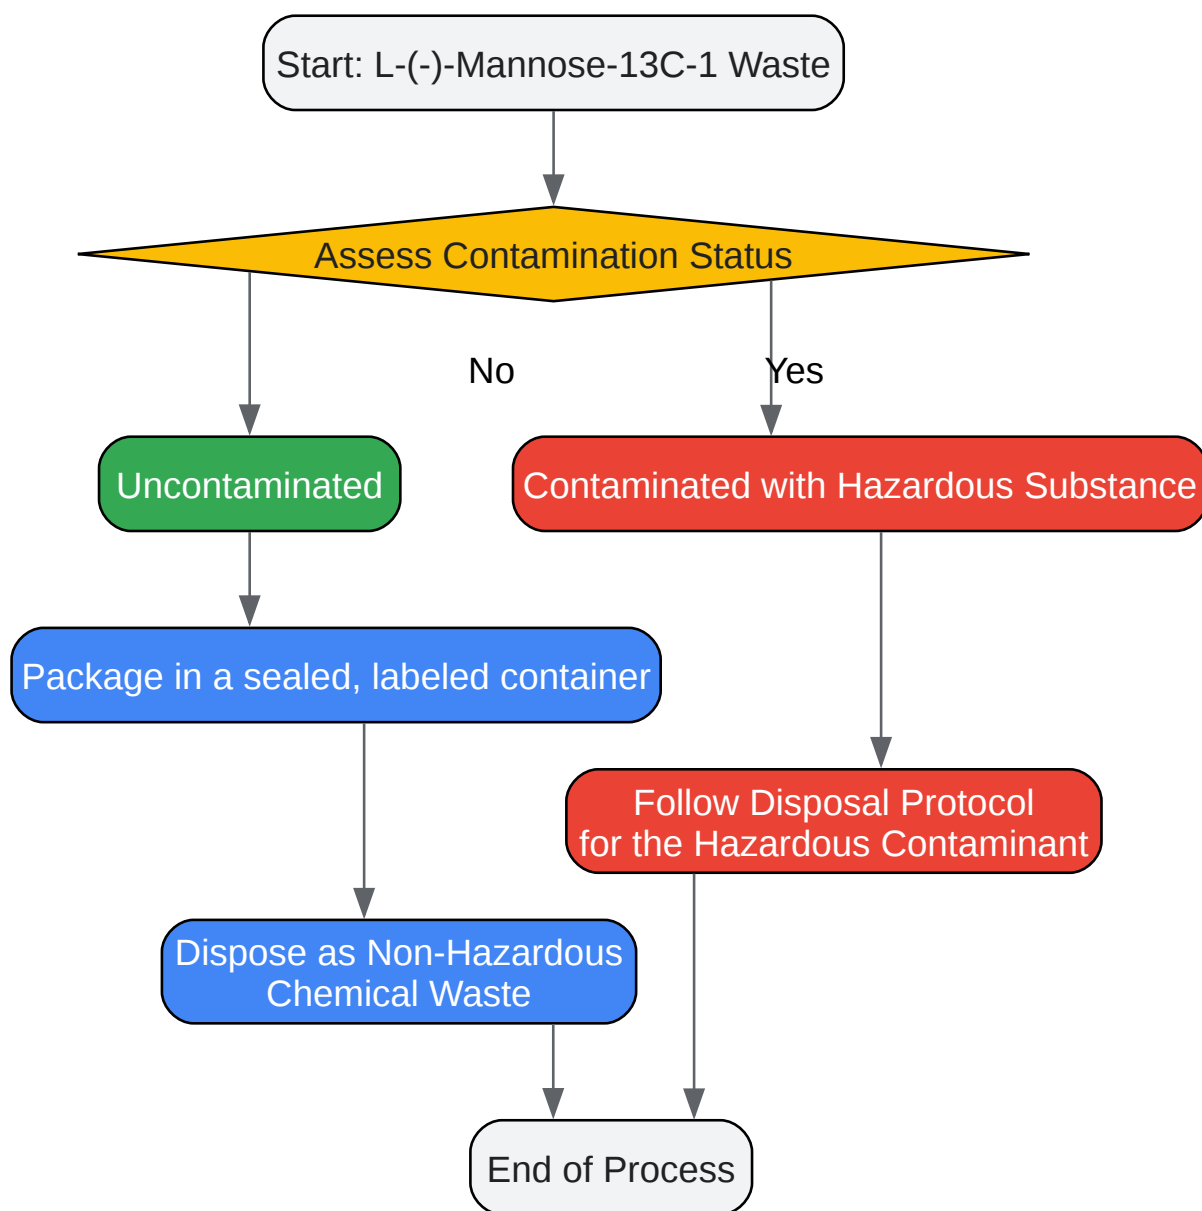 Start: L-(-)-Mannose-13C-1 Waste
Assess Contamination Status
No
Yes
Uncontaminated
Contaminated with Hazardous Substance
Package in a sealed, labeled container
Follow Disposal Protocol
for the Hazardous Contaminant
Dispose as Non-Hazardous
Chemical Waste
End of Process